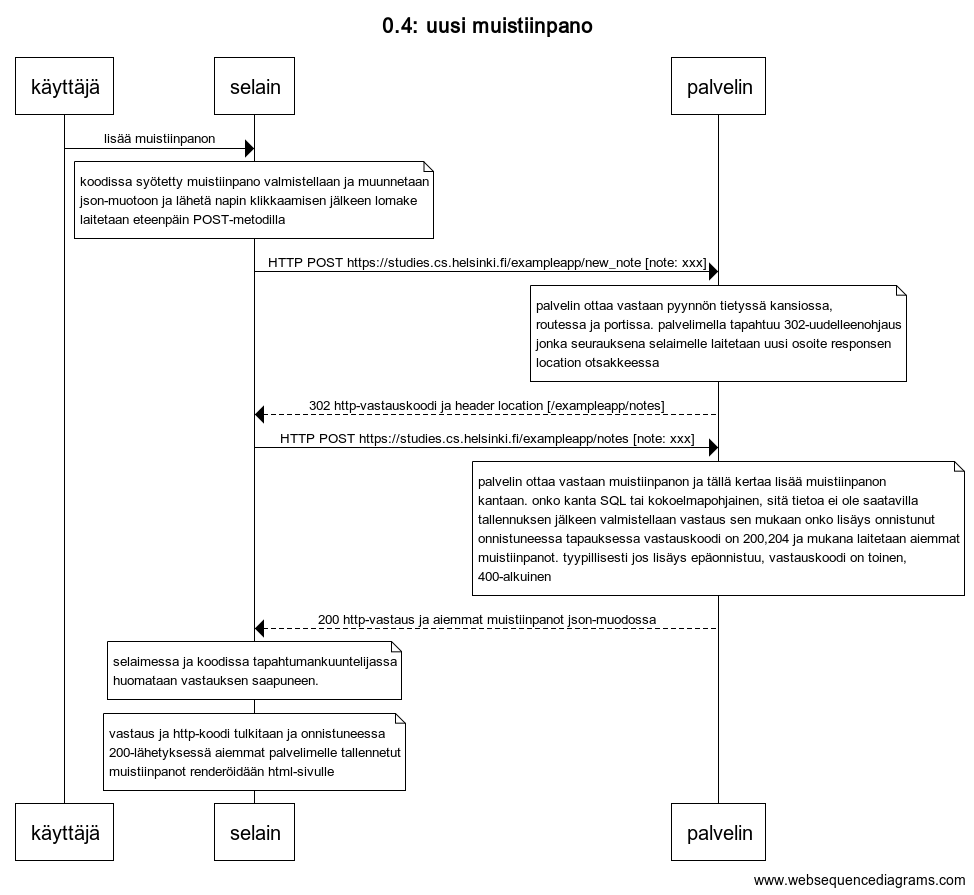 0.4: uusi muistiinpano
käyttäjä
selain
palvelin
lisää muistiinpanon
koodissa syötetty muistiinpano valmistellaan ja muunnetaan
json-muotoon ja lähetä napin klikkaamisen jälkeen lomake
laitetaan eteenpäin POST-metodilla
HTTP POST https://studies.cs.helsinki.fi/exampleapp/new_note [note: xxx]
palvelin ottaa vastaan pyynnön tietyssä kansiossa,
routessa ja portissa. palvelimella tapahtuu 302-uudelleenohjaus
jonka seurauksena selaimelle laitetaan uusi osoite responsen
location otsakkeessa
302 http-vastauskoodi ja header location [/exampleapp/notes]
HTTP POST https://studies.cs.helsinki.fi/exampleapp/notes [note: xxx]
palvelin ottaa vastaan muistiinpanon ja tällä kertaa lisää muistiinpanon
kantaan. onko kanta SQL tai kokoelmapohjainen, sitä tietoa ei ole saatavilla
tallennuksen jälkeen valmistellaan vastaus sen mukaan onko lisäys onnistunut
onnistuneessa tapauksessa vastauskoodi on 200,204 ja mukana laitetaan aiemmat
muistiinpanot. tyypillisesti jos lisäys epäonnistuu, vastauskoodi on toinen,
400-alkuinen
200 http-vastaus ja aiemmat muistiinpanot json-muodossa
selaimessa ja koodissa tapahtumankuuntelijassa
huomataan vastauksen saapuneen.
vastaus ja http-koodi tulkitaan ja onnistuneessa
200-lähetyksessä aiemmat palvelimelle tallennetut
muistiinpanot renderöidään html-sivulle
käyttäjä
selain
palvelin
www.websequencediagrams.com